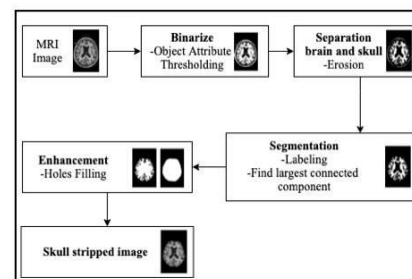 MRI
Image
Binarize
-Object Attribute
Thresholding
Separation
brain and skull
-Erosion
Segmentation
-Labeling
-Find largest connected
component
Enhancement
-Holes Filling
Skull stripped image